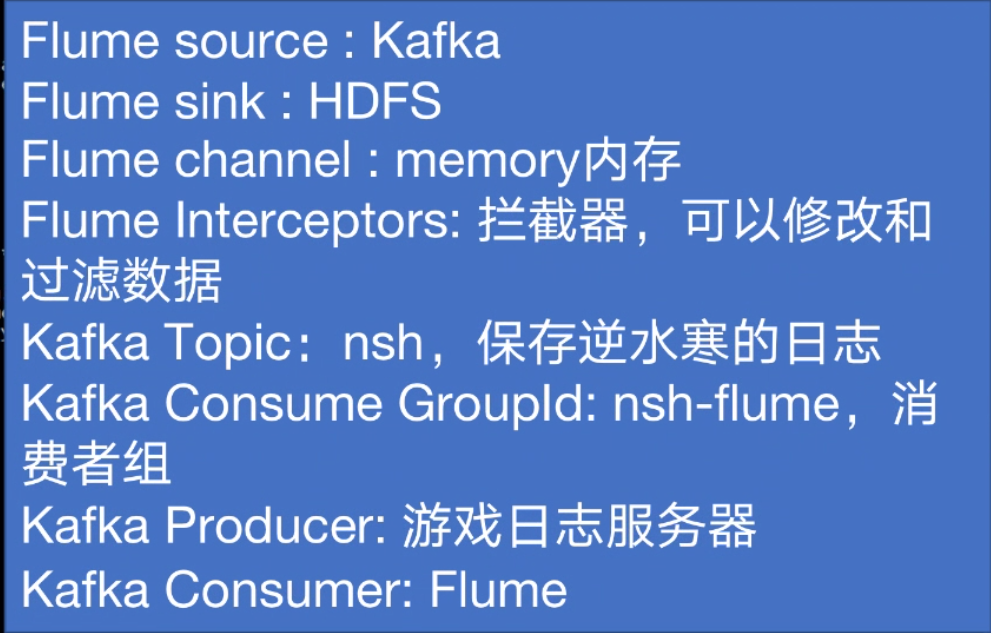 Flume source : Kafka
Flume sink : HDFS
Flume channel : memory内存
Flume Interceptors: 拦截器，可以修改和
过滤数据
Kafka Topic：nsh，保存逆水寒的日志
Kafka Consume GroupId: nsh-flume，消
费者组
Kafka Producer: 游戏日志服务器
Kafka Consumer: Flume